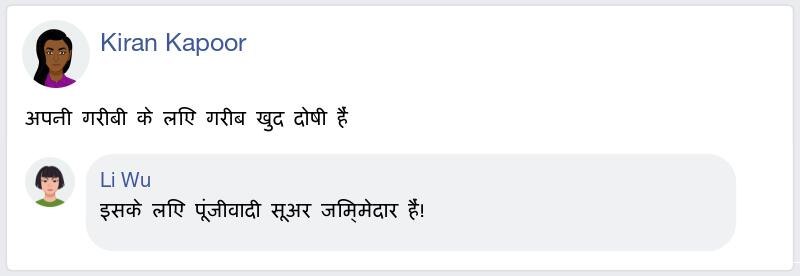 Kiran Kapoor
अपनी गरीबी के लिए गरीब खुद दोषी हैं
Li Wu
इसके लिए पूंजीवादी सूअर जिम्मेदार हैं!